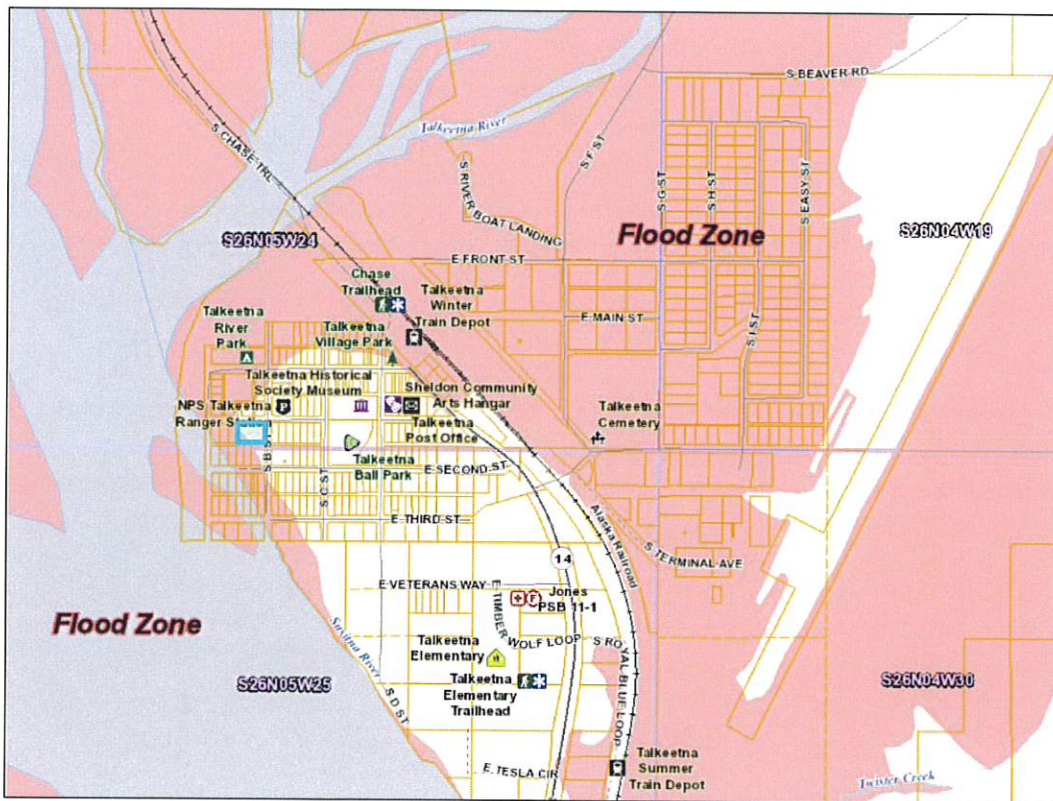 S BEAVER RD
Talkeetna River
S CHASE TRL
S F ST
S RIVER BOAT LANDING
S G ST
S H ST
S EASY ST
Flood Zone
S26N05W24
S26N04W19
E FRONT ST
Chase
Trailhead
Talkeetna
Winter
Train Depot
E MAIN ST
S I ST
Talkeetna
River
Park
Talkeetna
Village Park
Talkeetna Historical
Society Museum
Sheldon Community
Arts Hangar
NPS Talkeetna
Ranger Station
P
Talkeetna
Post Office
Talkeetna
Cemetery
S B ST
S C ST
Talkeetna
Ball Park
E SECOND ST
E THIRD ST
Alaska Railroad
S TERMINAL AVE
14
E VETERANS WAY
E TIMBER
WOLF LOOP
F
Jones
PSB 11-1
Flood Zone
Susitna River
Talkeetna
Elementary
S ROYAL BLUE LOOP
S26N05W25
S26N04W30
Talkeetna
Elementary
Trailhead
S D ST
E TESLA CIR
Talkeetna
Summer
Train Depot
Twister Creek